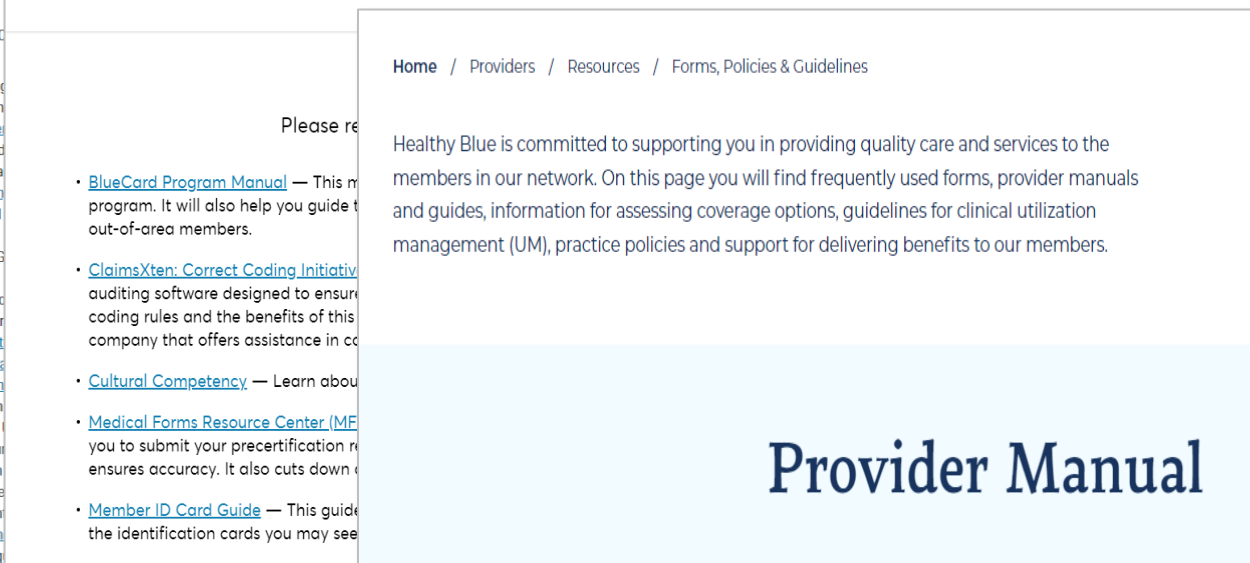 Please re
• BlueCard Program Manual — This m
program. It will also help you guide t
out-of-area members.
• ClaimsXten: Correct Coding Initiativ
auditing software designed to ensure
coding rules and the benefits of this
company that offers assistance in co
• Cultural Competency — Learn abou
• Medical Forms Resource Center (MF
you to submit your precertification re
ensures accuracy. It also cuts down
• Member ID Card Guide — This guide
the identification cards you may see
Home / Providers / Resources / Forms, Policies & Guidelines
Healthy Blue is committed to supporting you in providing quality care and services to the
members in our network. On this page you will find frequently used forms, provider manuals
and guides, information for assessing coverage options, guidelines for clinical utilization
management (UM), practice policies and support for delivering benefits to our members.
Provider Manual